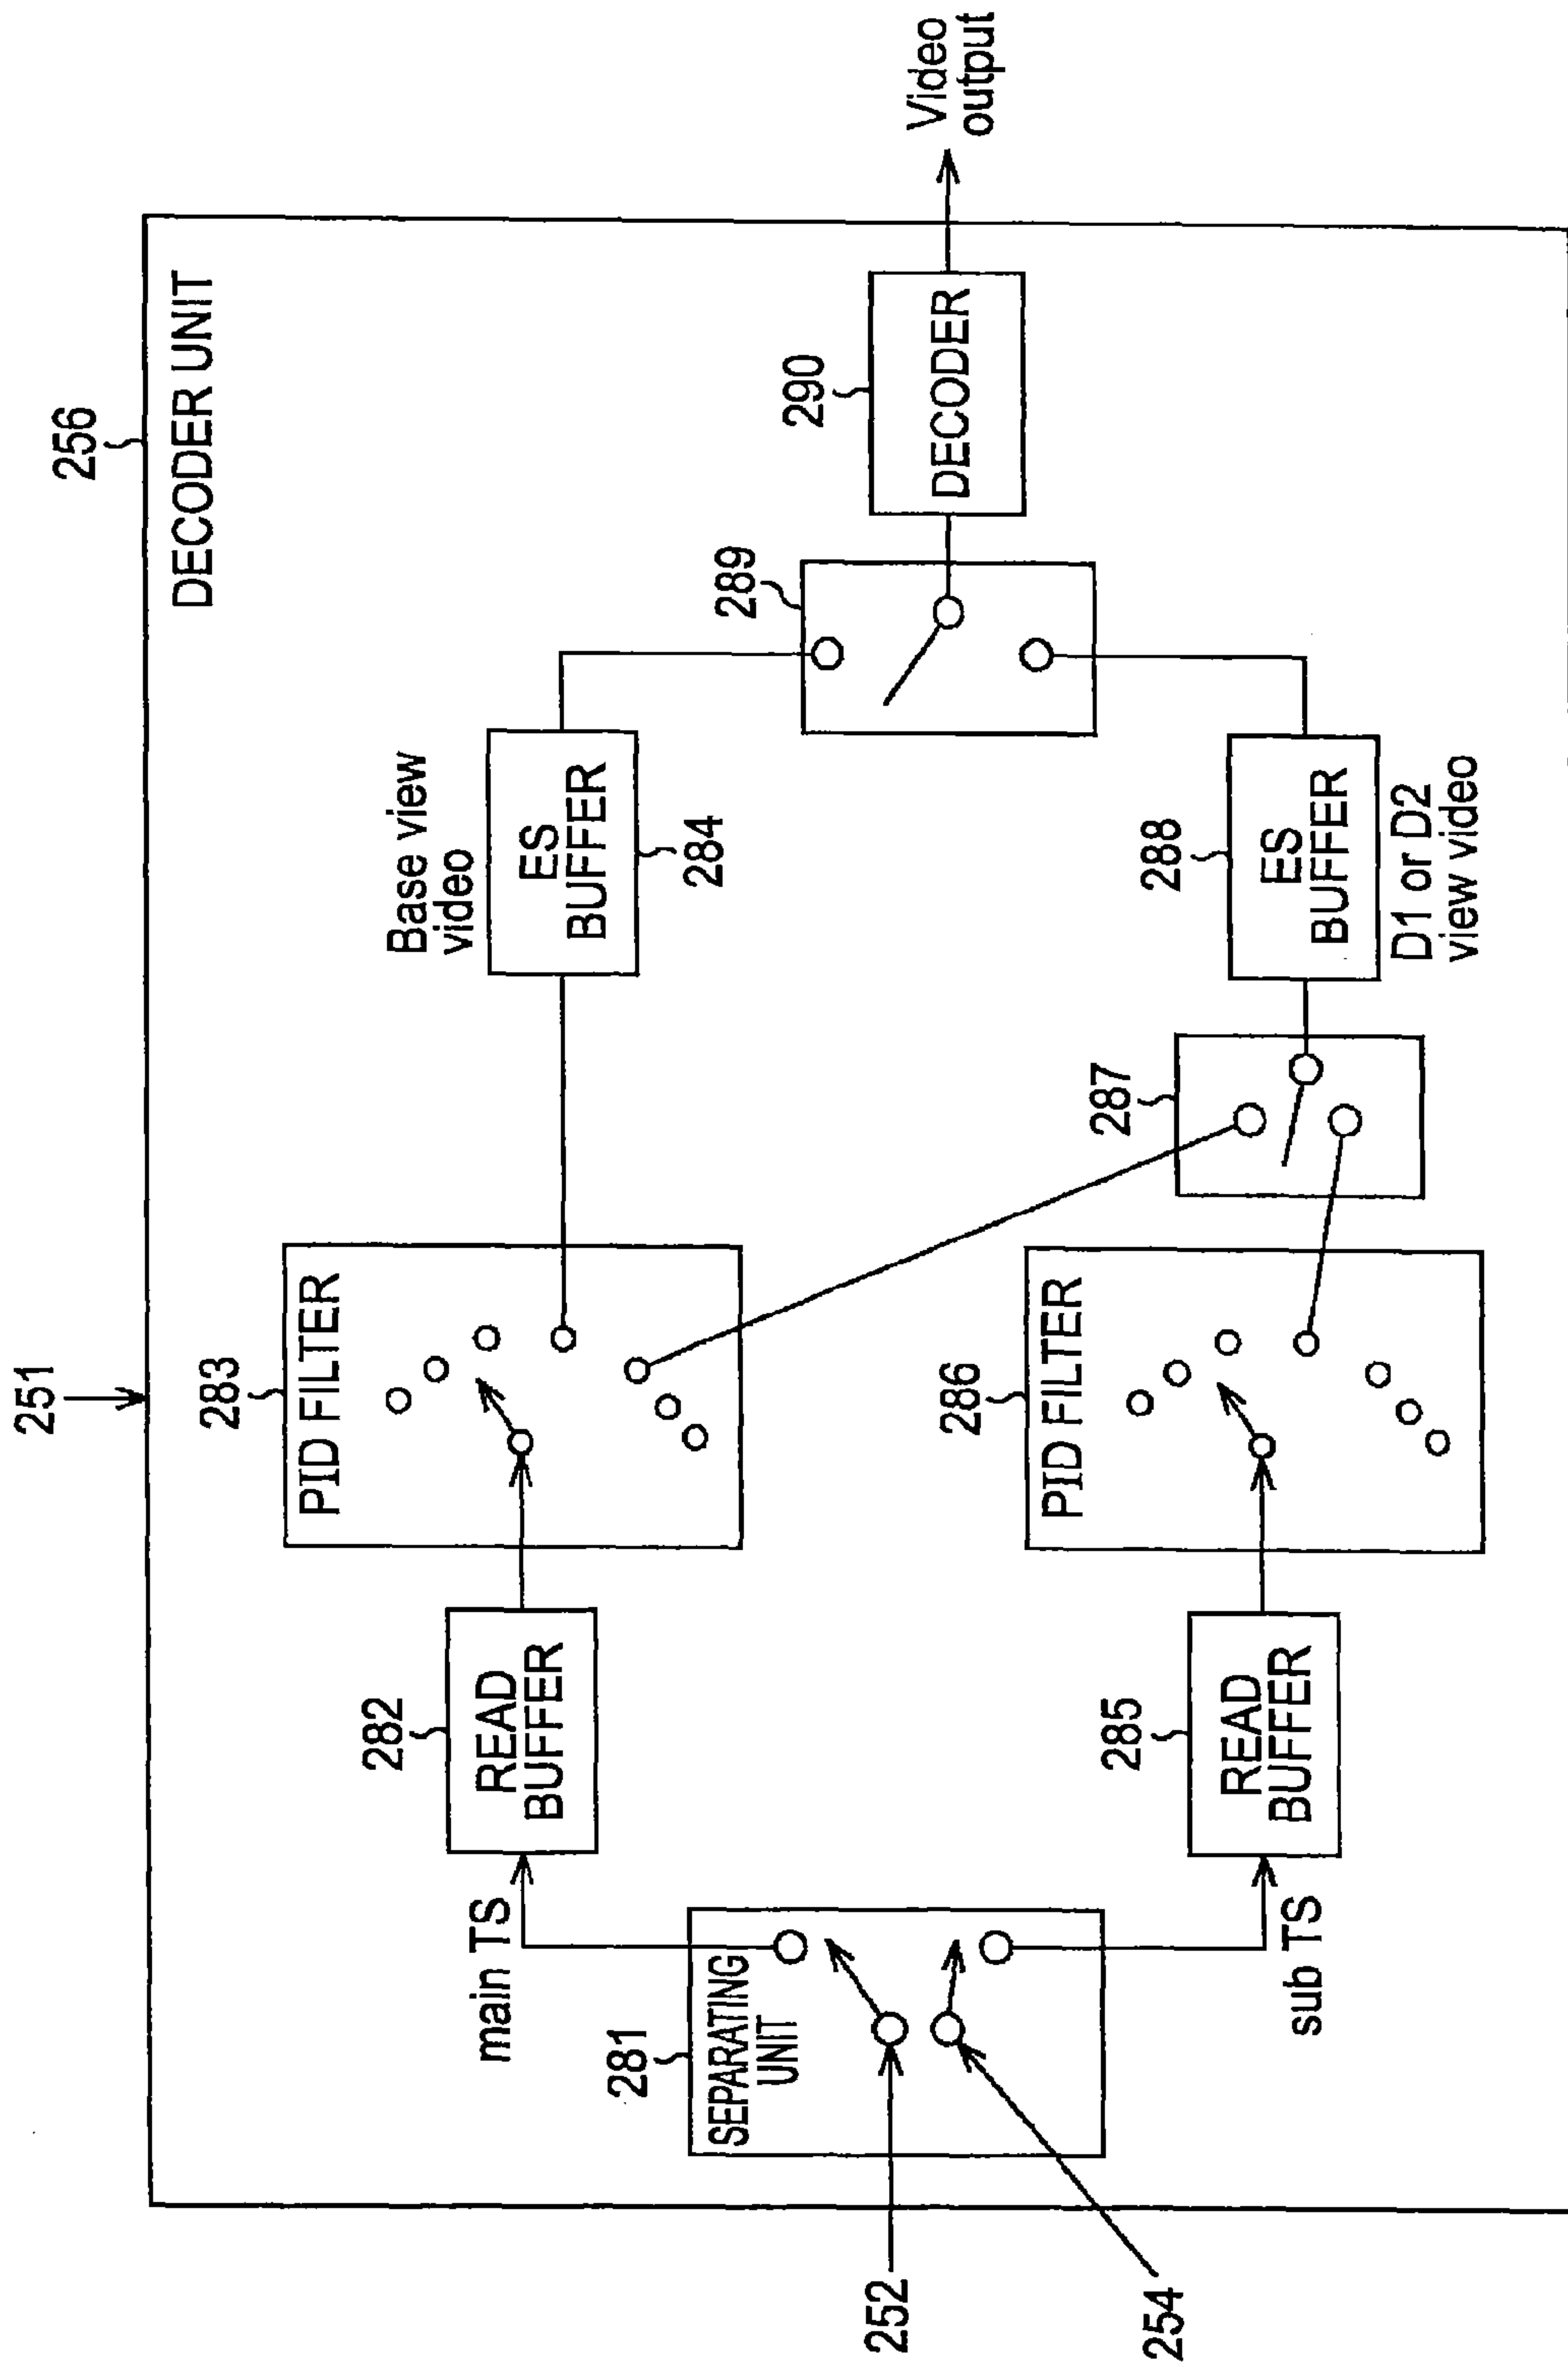 251
256
DECODER UNIT
252
254
281
SEPARATING
UNIT
main TS
sub TS
282
READ
BUFFER
285
READ
BUFFER
283
PID FILTER
286
PID FILTER
287
Base view
video
ES
BUFFER
284
288
ES
BUFFER
D1 or D2
view video
289
290
DECODER
Video
output